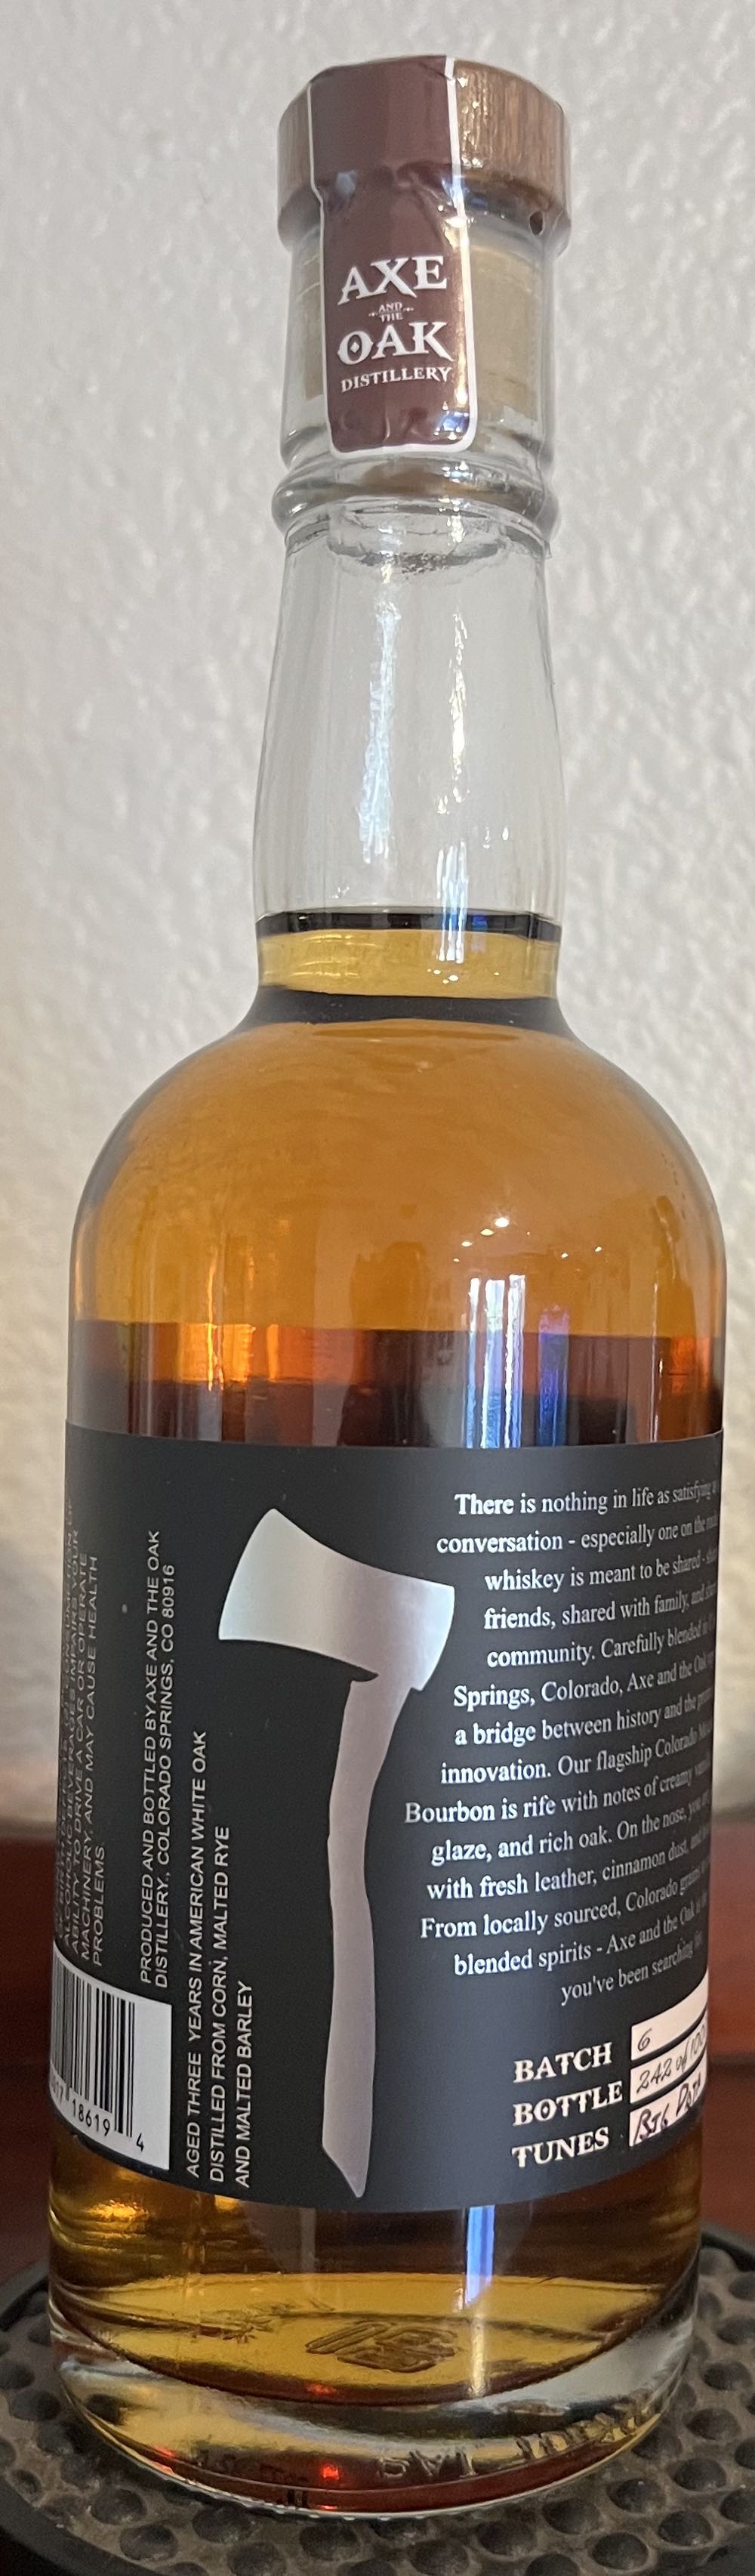 AXE
AND
THE
OAK
DISTILLERY
There is nothing in life as satisfying
conversation - especially one on the
whiskey is meant to be shared -
friends, shared with family, and
community. Carefully blended
Springs, Colorado, Axe and the Oak
a bridge between history and the
innovation. Our flagship Colorado
Bourbon is rife with notes of creamy
glaze, and rich oak. On the nose,
with fresh leather, cinnamon dust,
From locally sourced, Colorado grains
blended spirits - Axe and the Oak
you've been searching
BATCH 6
BOTTLE 242 of
TUNES BIG
ABILITY TO DRIVE A CAR OR OPERATE
MACHINERY, AND MAY CAUSE HEALTH
PROBLEMS
PRODUCED AND BOTTLED BY AXE AND THE OAK
DISTILLERY, COLORADO SPRINGS, CO 80916
AGED THREE YEARS IN AMERICAN WHITE OAK
DISTILLED FROM CORN, MALTED RYE
AND MALTED BARLEY
18619 4